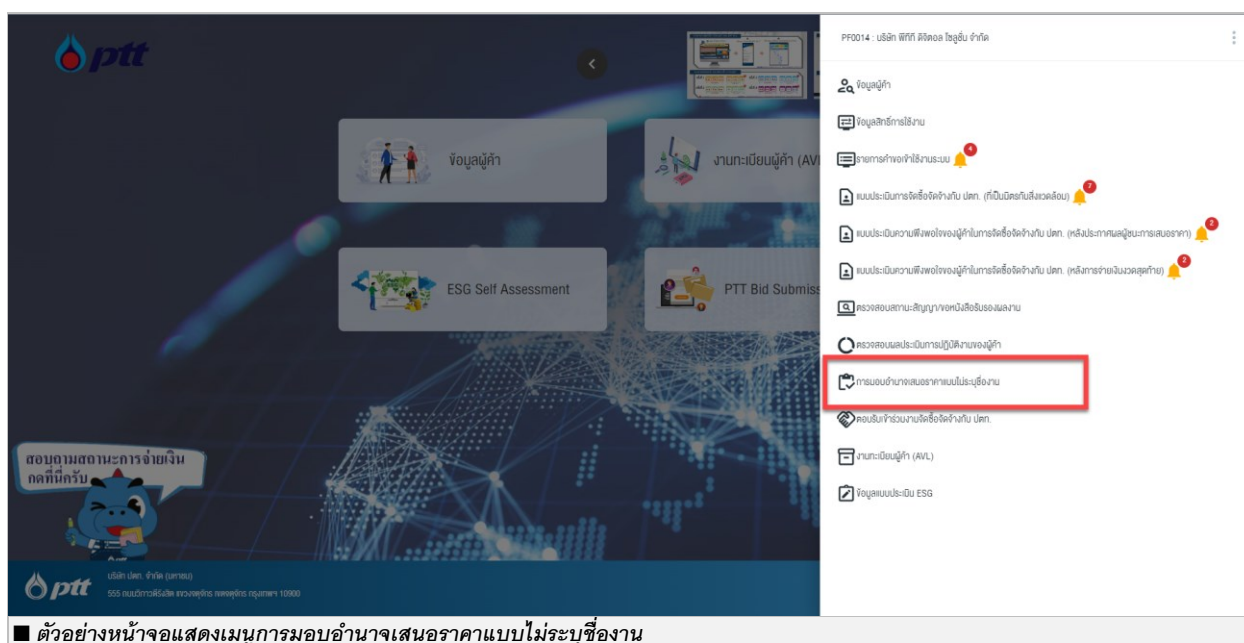 ptt
PF0014 : บริษัท พีทีที ดิจิตอล โซลูชั่น จำกัด
ข้อมูลผู้ค้า
ข้อมูลสิทธิ์การใช้งาน
รายการคำขอเข้าใช้งานระบบ 4
แบบประเมินการจัดซื้อจัดจ้างกับ ปตท. (ที่เป็นมิตรกับสิ่งแวดล้อม) 7
แบบประเมินความพึงพอใจของผู้ค้าในการจัดซื้อจัดจ้างกับ ปตท. (หลังประกาศผลผู้ชนะการเสนอราคา) 2
แบบประเมินความพึงพอใจของผู้ค้าในการจัดซื้อจัดจ้างกับ ปตท. (หลังการจ่ายเงินงวดสุดท้าย) 2
ตรวจสอบสถานะสัญญา/ขอหนังสือรับรองผลงาน
ตรวจสอบผลประเมินการปฏิบัติงานของผู้ค้า
การมอบอำนาจเสนอราคาแบบไม่ระบุชื่องาน
ตอบรับเข้าร่วมงานจัดซื้อจัดจ้างกับ ปตท.
งานทะเบียนผู้ค้า (AVL)
ข้อมูลแบบประเมิน ESG
ข้อมูลผู้ค้า
งานทะเบียนผู้ค้า (AV
ESG Self Assessment
PTT Bid Submiss
สอบถามสถานะการจ่ายเงิน
กดที่นี่ครับ
ptt
บริษัท ปตท. จำกัด (มหาชน)
555 ถนนวิภาวดีรังสิต แขวงจตุจักร เขตจตุจักร กรุงเทพฯ 10900
■ ตัวอย่างหน้าจอแสดงเมนูการมอบอำนาจเสนอราคาแบบไม่ระบุชื่องาน